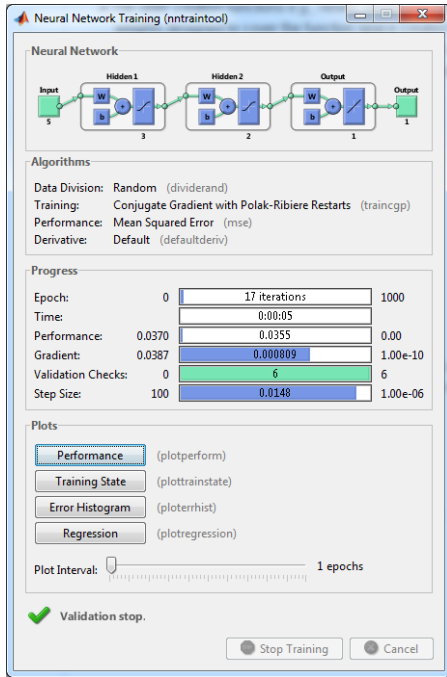 Neural Network Training (nntraintool)
Neural Network
Hidden 1 Hidden 2 Output
Input Output
W W W
b b b
+ + +
5 3 2 1 1
Algorithms
Data Division: Random (dividerand)
Training: Conjugate Gradient with Polak-Ribiere Restarts (traincgp)
Performance: Mean Squared Error (mse)
Derivative: Default (defaultderiv)
Progress
Epoch: 0 17 iterations 1000
Time: 0:00:05
Performance: 0.0370 0.0355 0.00
Gradient: 0.0387 0.000809 1.00e-10
Validation Checks: 0 6 6
Step Size: 100 0.0148 1.00e-06
Plots
Performance (plotperform)
Training State (plottrainstate)
Error Histogram (ploterrhist)
Regression (plotregression)
Plot Interval: 1 epochs
Validation stop.
Stop Training Cancel